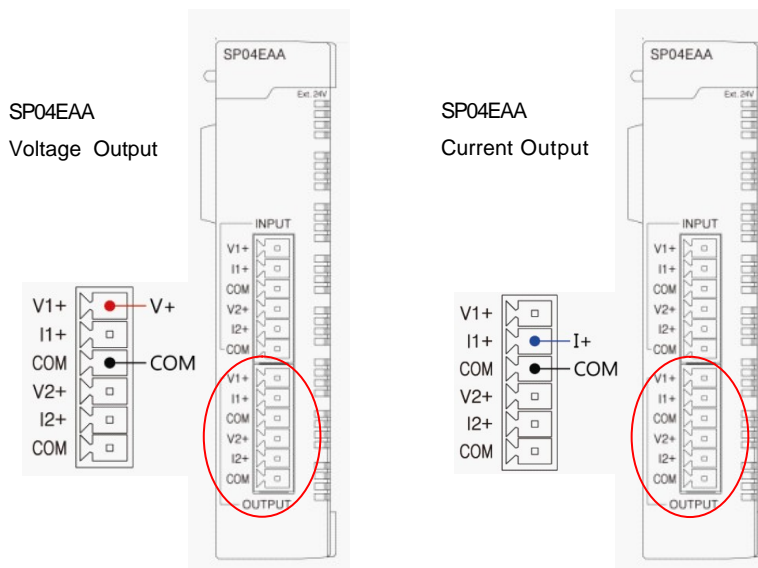 SP04EAA
Voltage Output
V1+
V+
I1+
COM
COM
V2+
I2+
COM
SP04EAA
Ext. 24V
INPUT
V1+
I1+
COM
V2+
I2+
COM
V1+
I1+
COM
V2+
I2+
COM
OUTPUT
SP04EAA
Current Output
V1+
I1+
I+
COM
COM
V2+
I2+
COM
SP04EAA
Ext. 24V
INPUT
V1+
I1+
COM
V2+
I2+
COM
V1+
I1+
COM
V2+
I2+
COM
OUTPUT